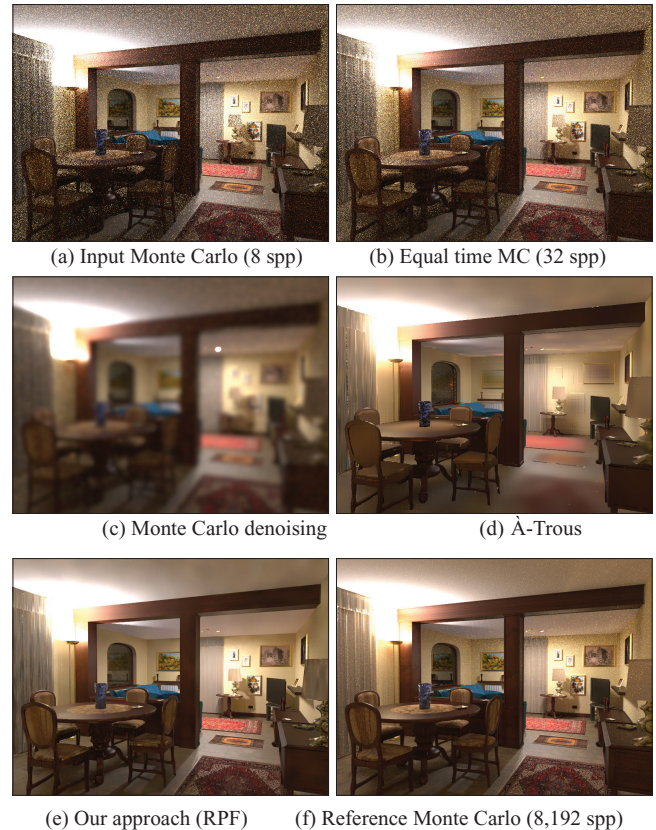 (a) Input Monte Carlo (8 spp)
(b) Equal time MC (32 spp)
(c) Monte Carlo denoising
(d) À-Trous
(e) Our approach (RPF)
(f) Reference Monte Carlo (8,192 spp)